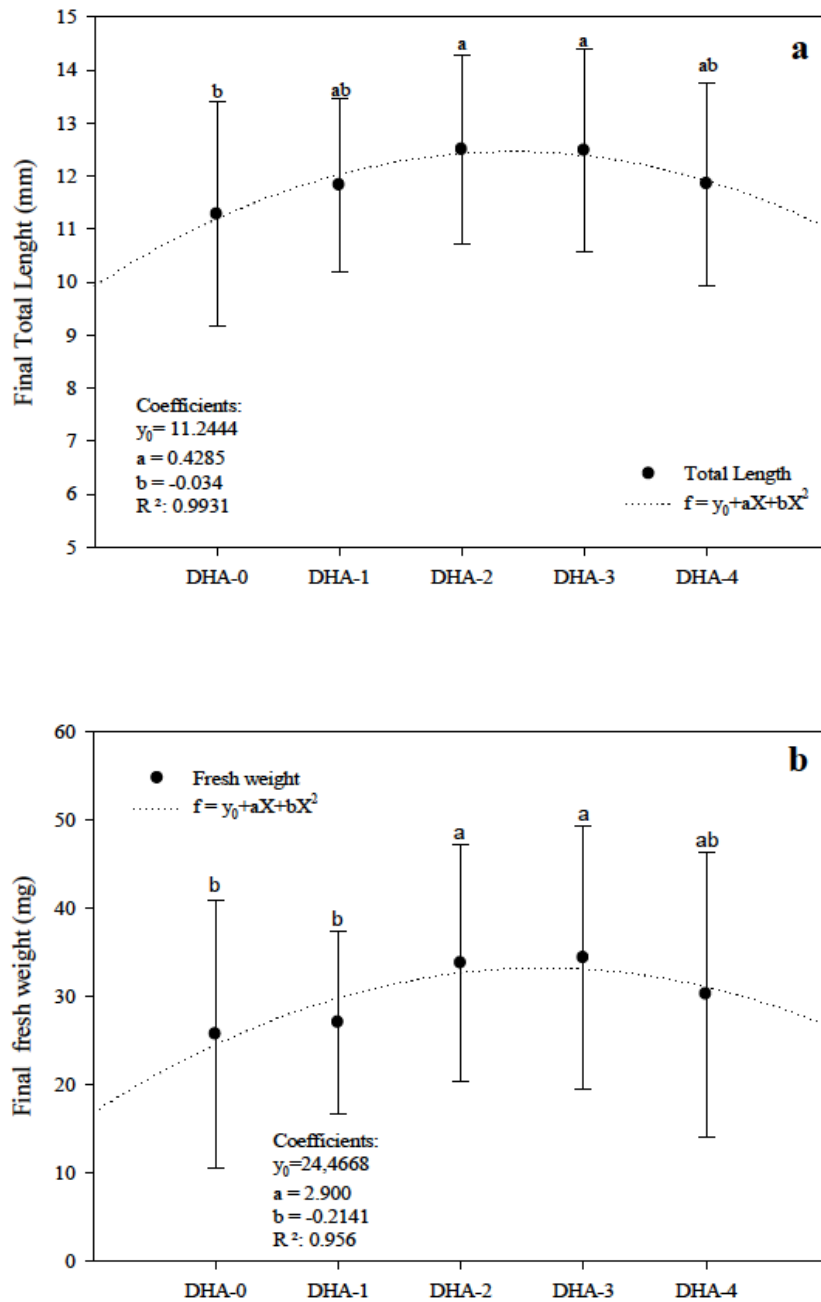 15
14
13
12
11
10
9
8
7
6
5
Final Total Lenght (mm)
a
b
ab
a
a
ab
Coefficients:
y₀= 11.2444
a = 0.4285
b = -0.034
R ²: 0.9931
Total Length
f = y₀+aX+bX²
DHA-0 DHA-1 DHA-2 DHA-3 DHA-4
60
50
40
30
20
10
0
Final fresh weight (mg)
b
Fresh weight
f = y₀+aX+bX²
b
b
a
a
ab
Coefficients:
y₀=24,4668
a = 2.900
b = -0.2141
R ²: 0.956
DHA-0 DHA-1 DHA-2 DHA-3 DHA-4